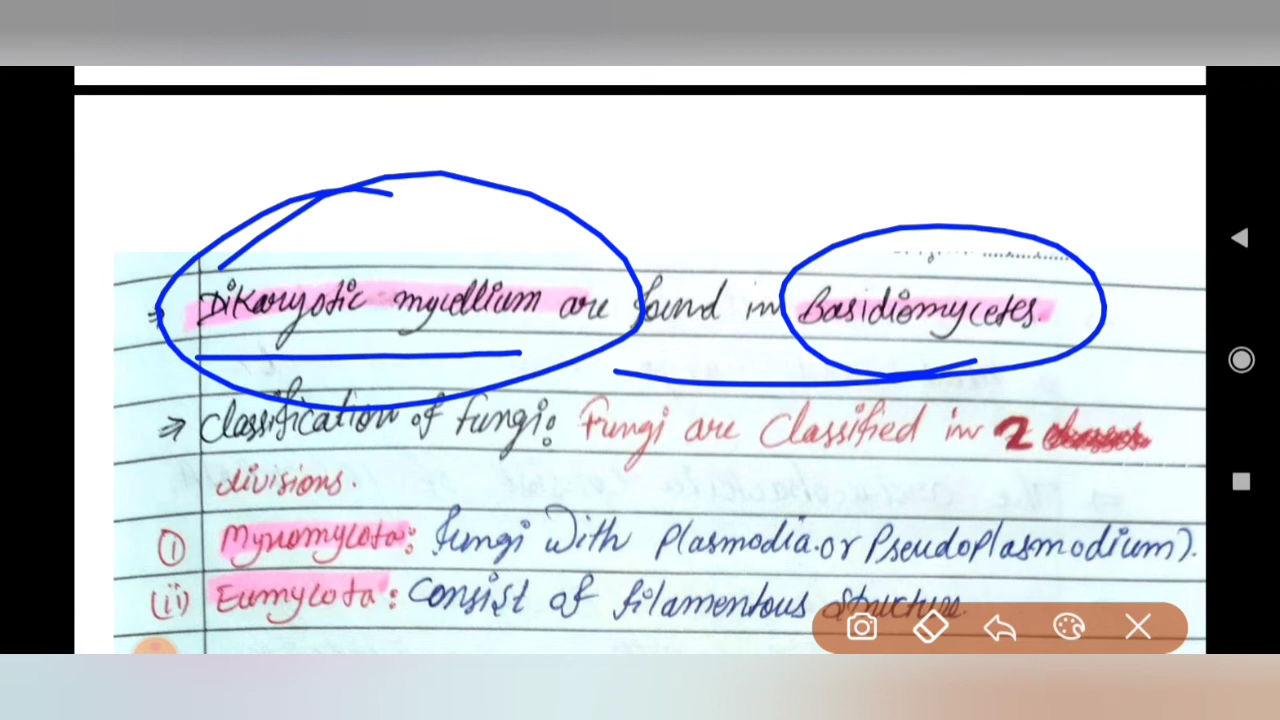 ⇒ Dikaryotic mycellium are found in Basidiomycetes.
⇒ Classification of Fungi: Fungi are Classified in 2
divisions.
(i) Myxomycota: Fungi With Plasmodia or Pseudoplasmodium).
(ii) Eumycota: Consist of filamentous structure.